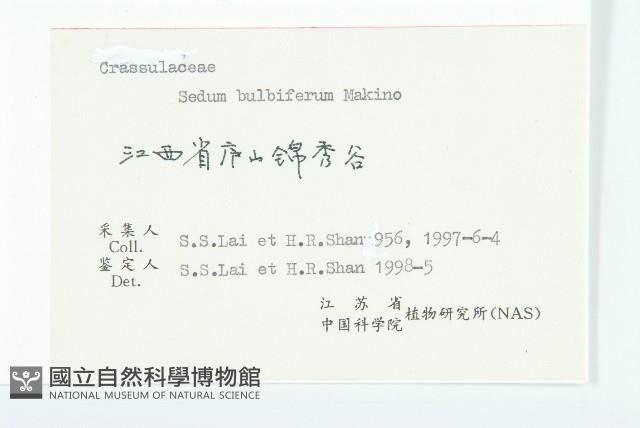 Crassulaceae
Sedum bulbiferum Makino
江西省庐山锦秀谷
采集人
Coll. S.S.Lai et H.R.Shan 956, 1997-6-4
鉴定人
Det. S.S.Lai et H.R.Shan 1998-5
江苏省
中国科学院 植物研究所(NAS)
國立自然科學博物館
NATIONAL MUSEUM OF NATURAL SCIENCE